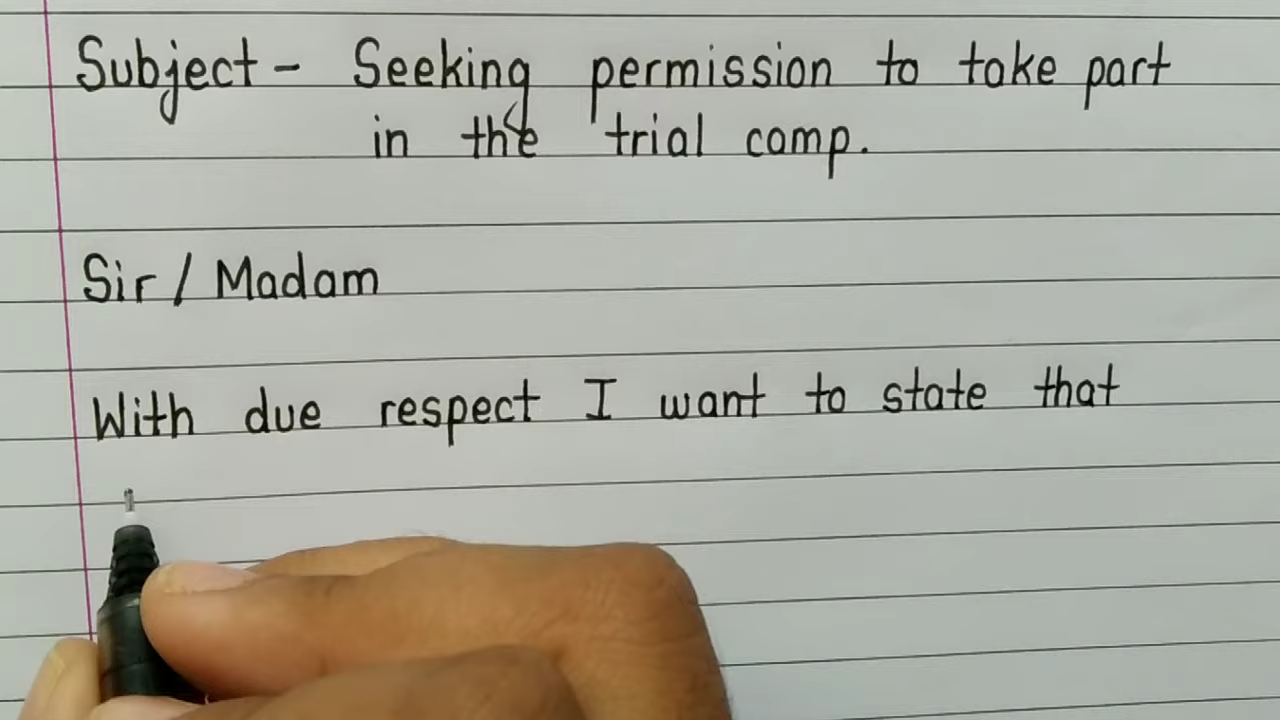 Subject - Seeking permission to take part
in the trial camp.
Sir / Madam
With due respect I want to state that